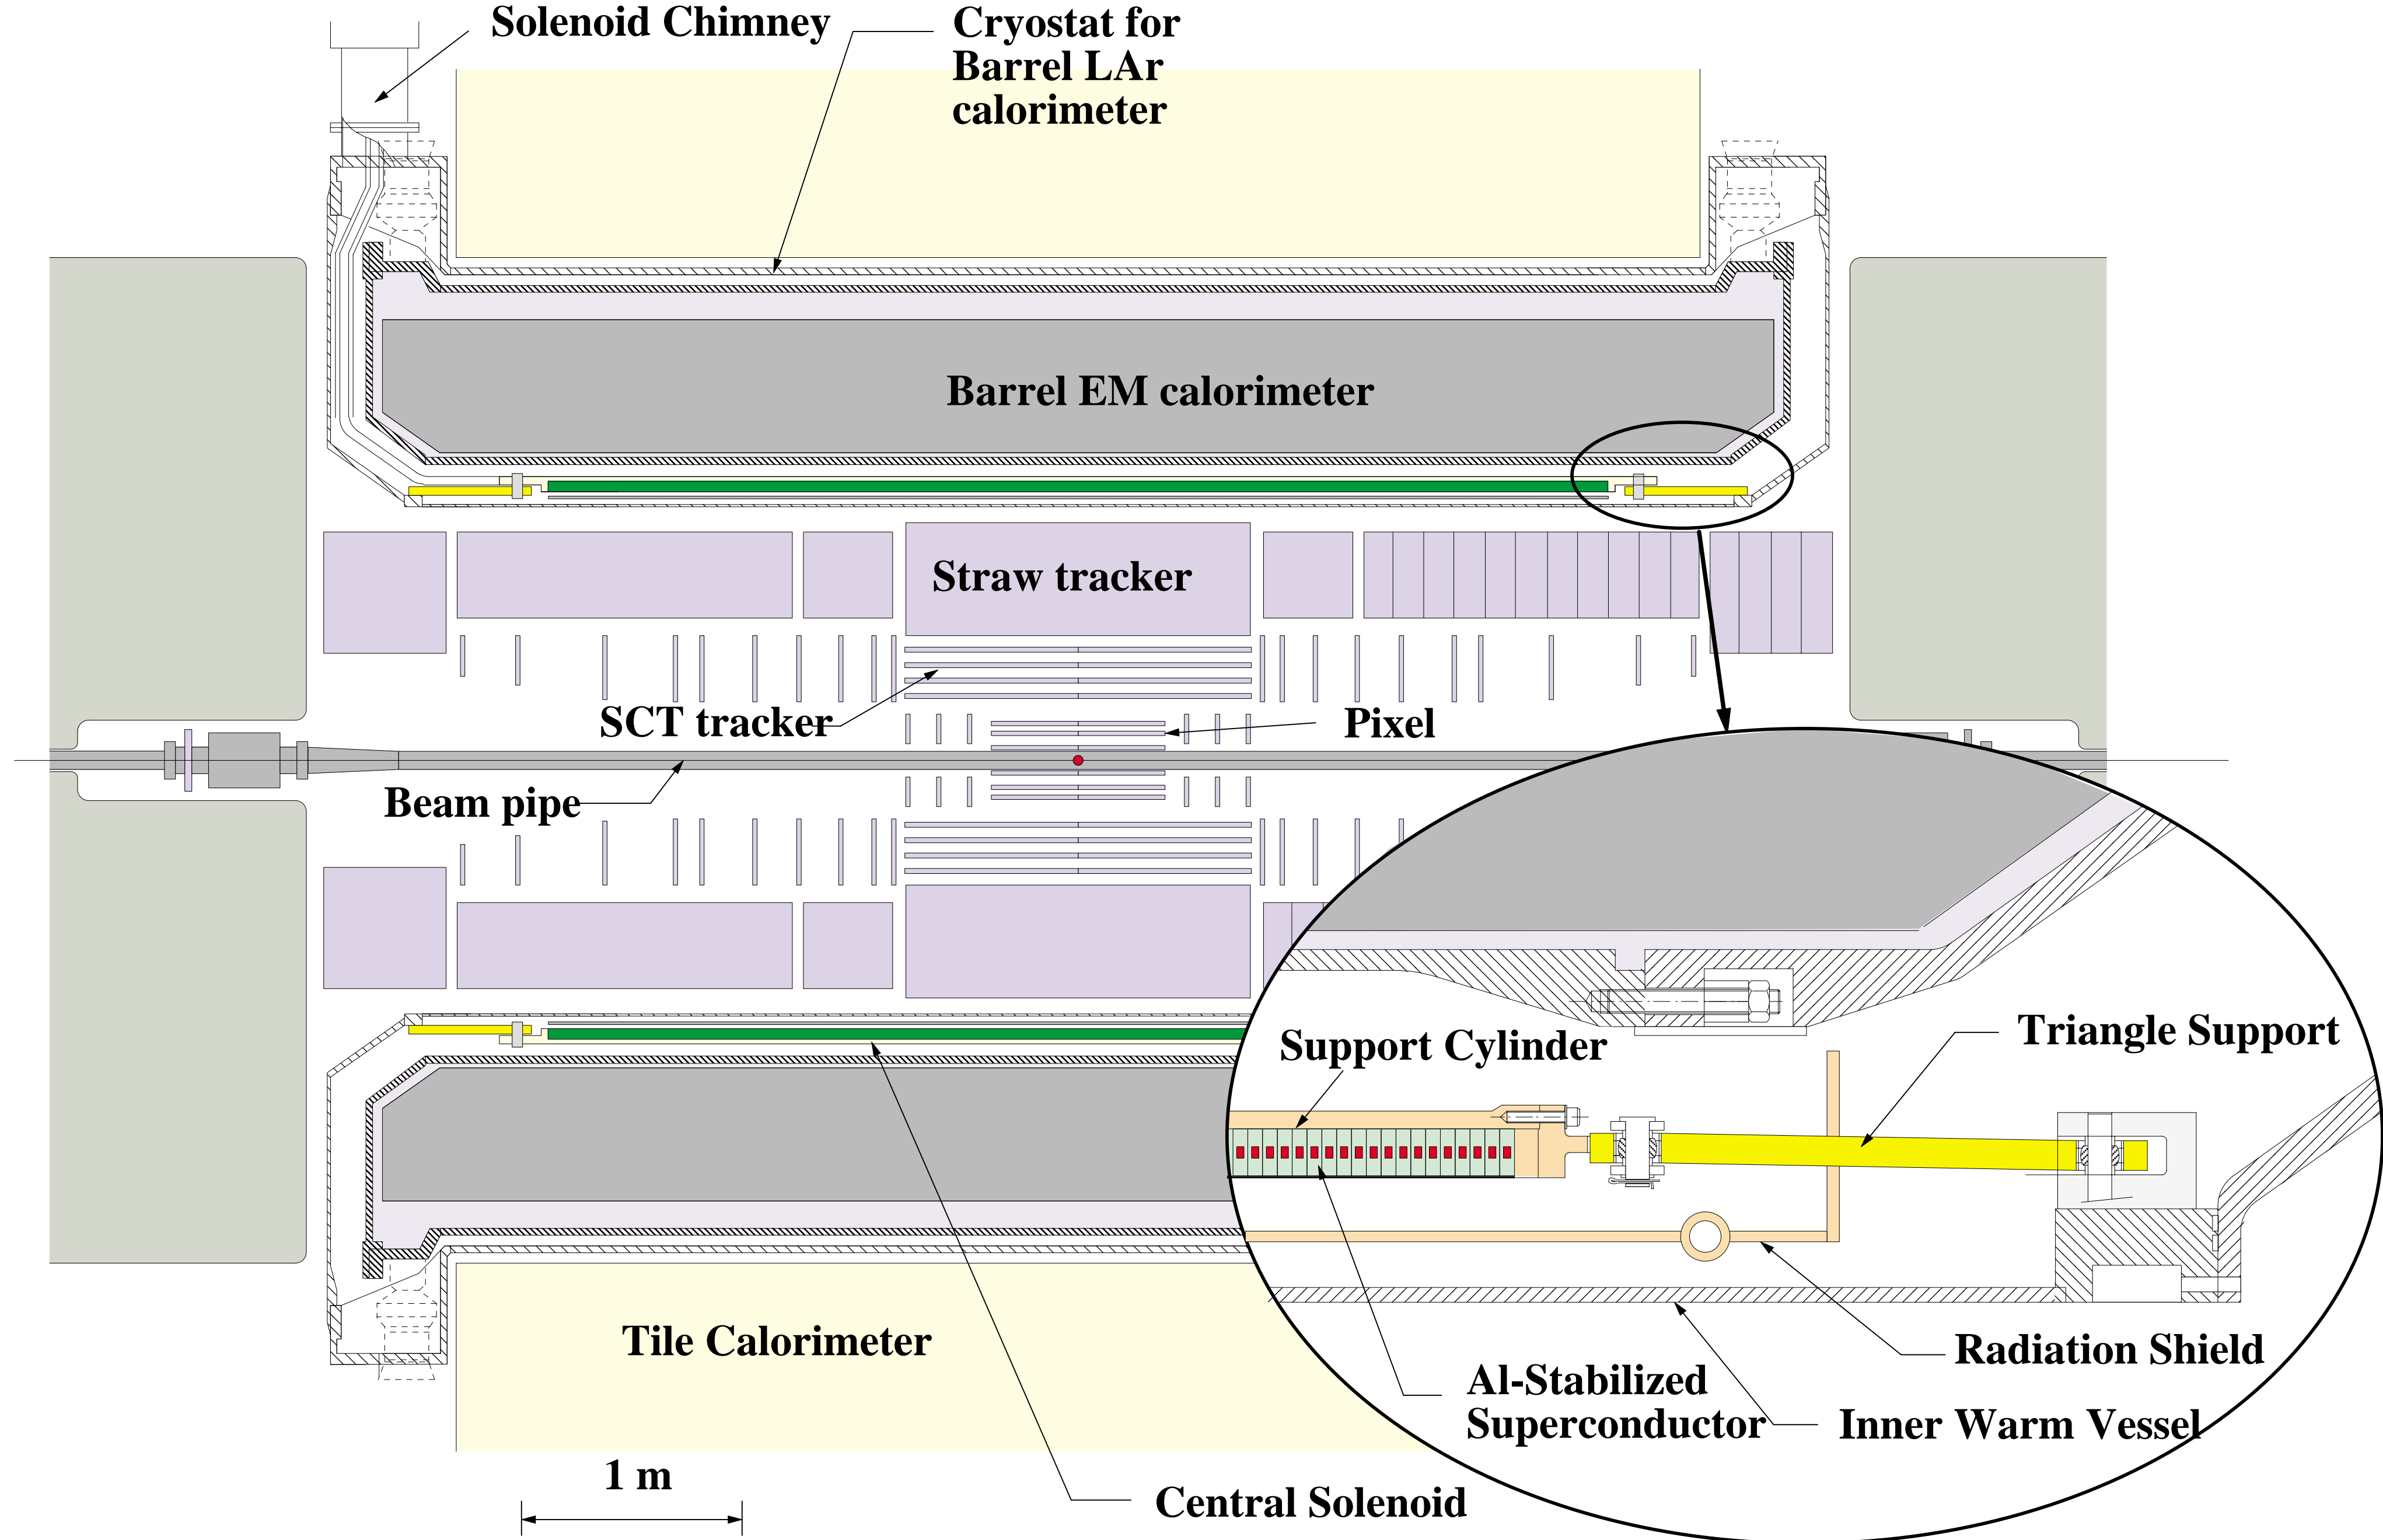 Solenoid Chimney
Cryostat for
Barrel LAr
calorimeter
Barrel EM calorimeter
Straw tracker
SCT tracker
Pixel
Beam pipe
Support Cylinder
Triangle Support
Tile Calorimeter
Radiation Shield
Al-Stabilized
Superconductor
Inner Warm Vessel
1 m
Central Solenoid